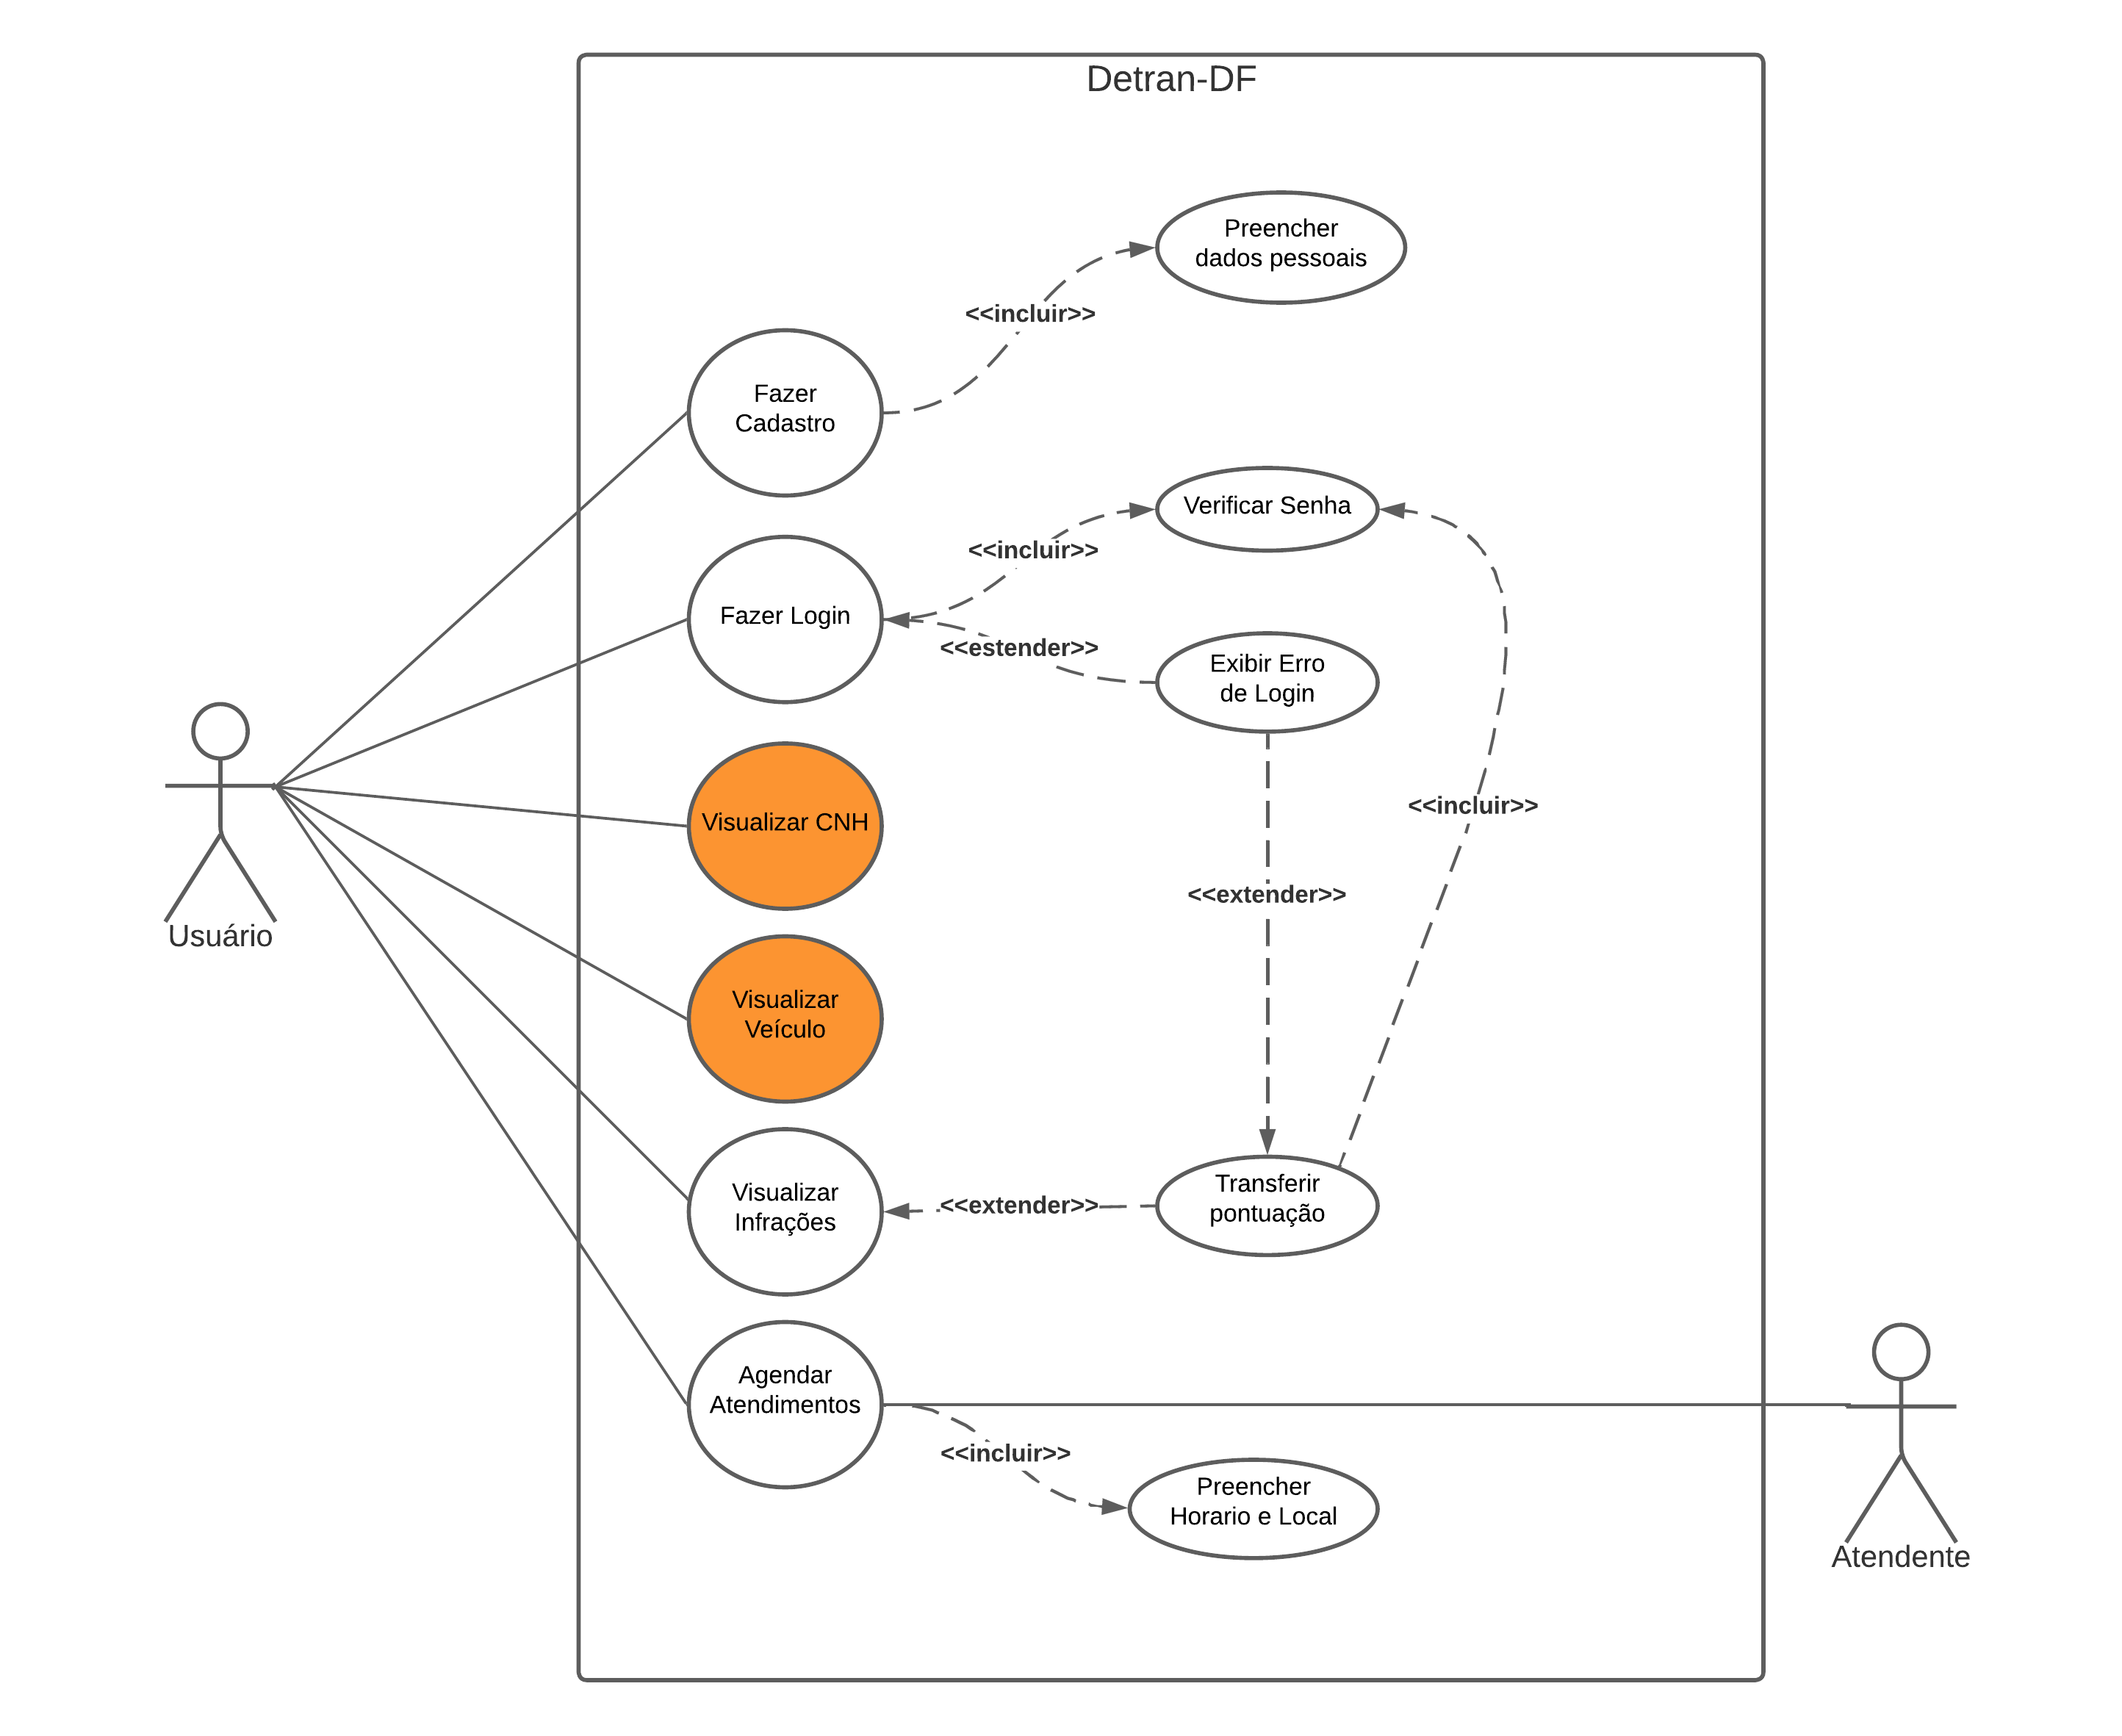 Detran-DF
Preencher
dados pessoais
<<incluir>>
Fazer
Cadastro
Verificar Senha
<<incluir>>
Fazer Login
<<estender>>
Exibir Erro
de Login
Visualizar CNH
<<incluir>>
<<extender>>
Usuário
Visualizar
Veículo
Visualizar
Infrações
<<extender>>
Transferir
pontuação
Agendar
Atendimentos
<<incluir>>
Preencher
Horario e Local
Atendente